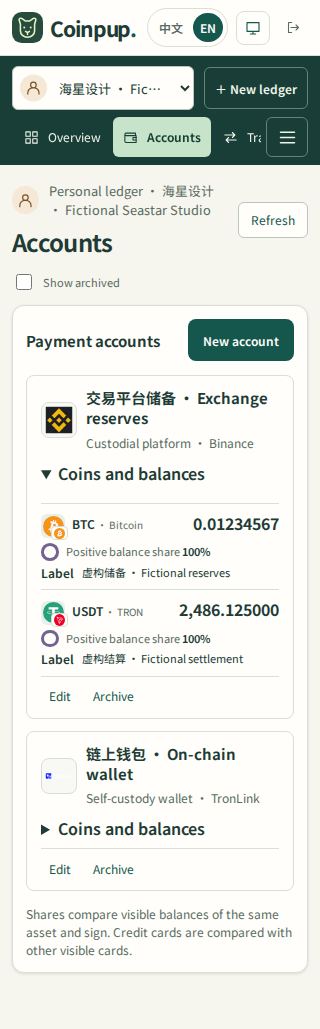 Coinpup.
中文 EN
海星设计 · Fic···
+ New ledger
Overview Accounts
Personal ledger · 海星设计
· Fictional Seastar Studio
Refresh
Accounts
Show archived
Payment accounts
New account
交易平台储备 · Exchange
reserves
Custodial platform · Binance
▼ Coins and balances
BTC · Bitcoin 0.01234567
Positive balance share 100%
Label 虚构储备 · Fictional reserves
USDT · TRON 2,486.125000
Positive balance share 100%
Label 虚构结算 · Fictional settlement
Edit Archive
链上钱包 · On-chain
wallet
Self-custody wallet · TronLink
▶ Coins and balances
Edit Archive
Shares compare visible balances of the same
asset and sign. Credit cards are compared with
other visible cards.